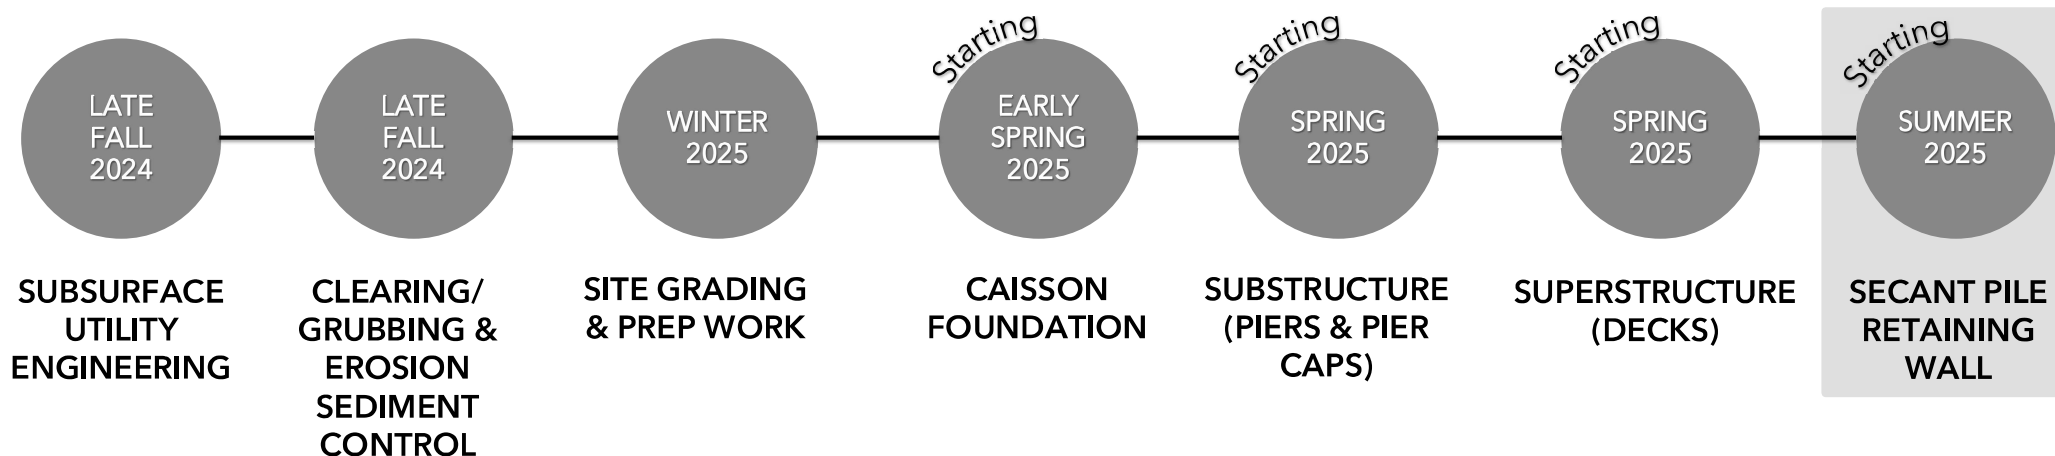 LATE
FALL
2024
SUBSURFACE
UTILITY
ENGINEERING
LATE
FALL
2024
CLEARING/
GRUBBING &
EROSION
SEDIMENT
CONTROL
WINTER
2025
SITE GRADING
& PREP WORK
Starting
EARLY
SPRING
2025
CAISSON
FOUNDATION
Starting
SPRING
2025
SUBSTRUCTURE
(PIERS & PIER
CAPS)
Starting
SPRING
2025
SUPERSTRUCTURE
(DECKS)
Starting
SUMMER
2025
SECANT PILE
RETAINING
WALL